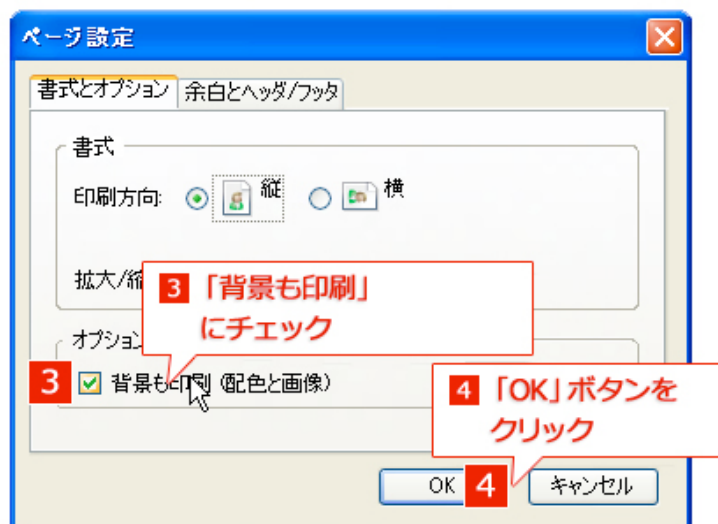 ページ設定
書式とオプション 余白とヘッダ/フッタ
書式
印刷方向: 縦 横
拡大/縮
3 「背景も印刷」
にチェック
オプション
3 背景も印刷 (配色と画像)
4 「OK」ボタンを
クリック
OK 4 キャンセル